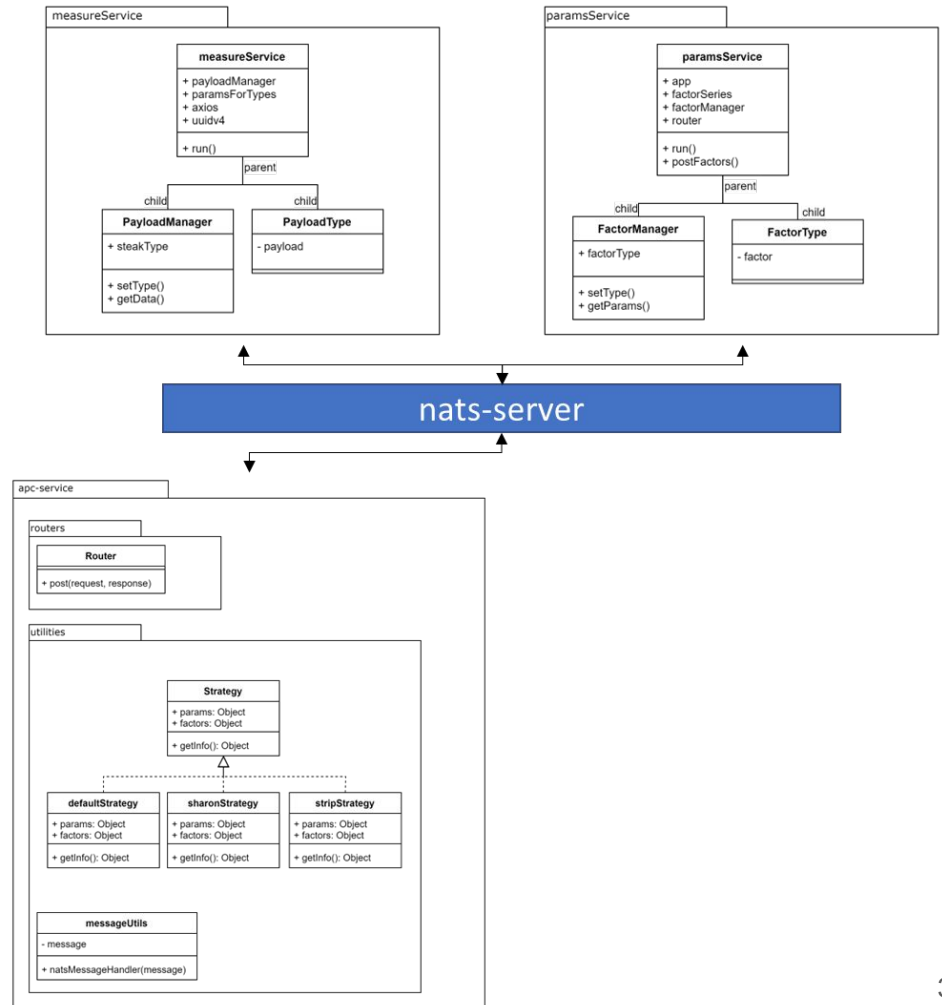 measureService
measureService
+ payloadManager
+ paramsForTypes
+ axios
+ uuidv4
+ run()
parent
child
child
PayloadManager
+ steakType
+ setType()
+ getData()
PayloadType
- payload
paramsService
paramsService
+ app
+ factorSeries
+ factorManager
+ router
+ run()
+ postFactors()
parent
child
child
FactorManager
+ factorType
+ setType()
+ getParams()
FactorType
- factor
nats-server
apc-service
routers
Router
+ post(request, response)
utilities
Strategy
+ params: Object
+ factors: Object
+ getInfo(): Object
defaultStrategy
+ params: Object
+ factors: Object
+ getInfo(): Object
sharonStrategy
+ params: Object
+ factors: Object
+ getInfo(): Object
stripStrategy
+ params: Object
+ factors: Object
+ getInfo(): Object
messageUtils
- message
+ natsMessageHandler(message)